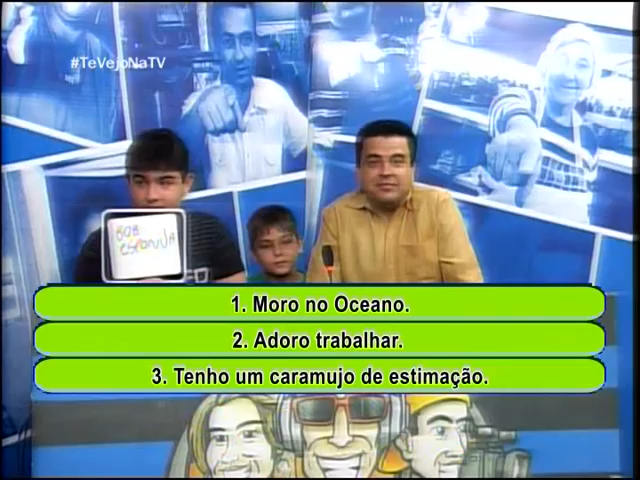 #TeVejoNaTV
BOB
ESPONJA
1. Moro no Oceano.
2. Adoro trabalhar.
3. Tenho um caramujo de estimação.